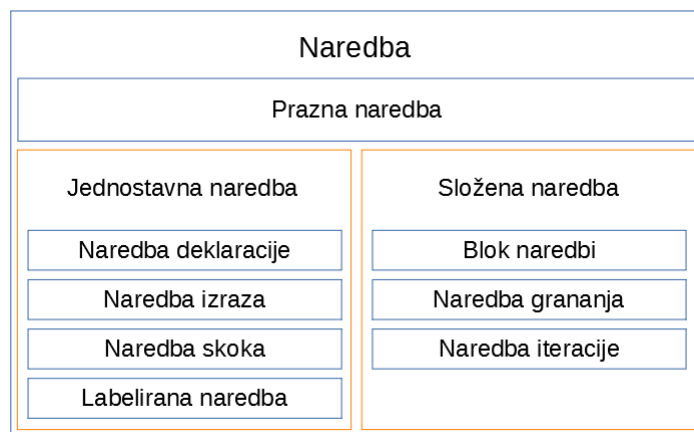 Naredba
Prazna naredba
Jednostavna naredba
Naredba deklaracije
Naredba izraza
Naredba skoka
Labelirana naredba
Složena naredba
Blok naredbi
Naredba grananja
Naredba iteracije